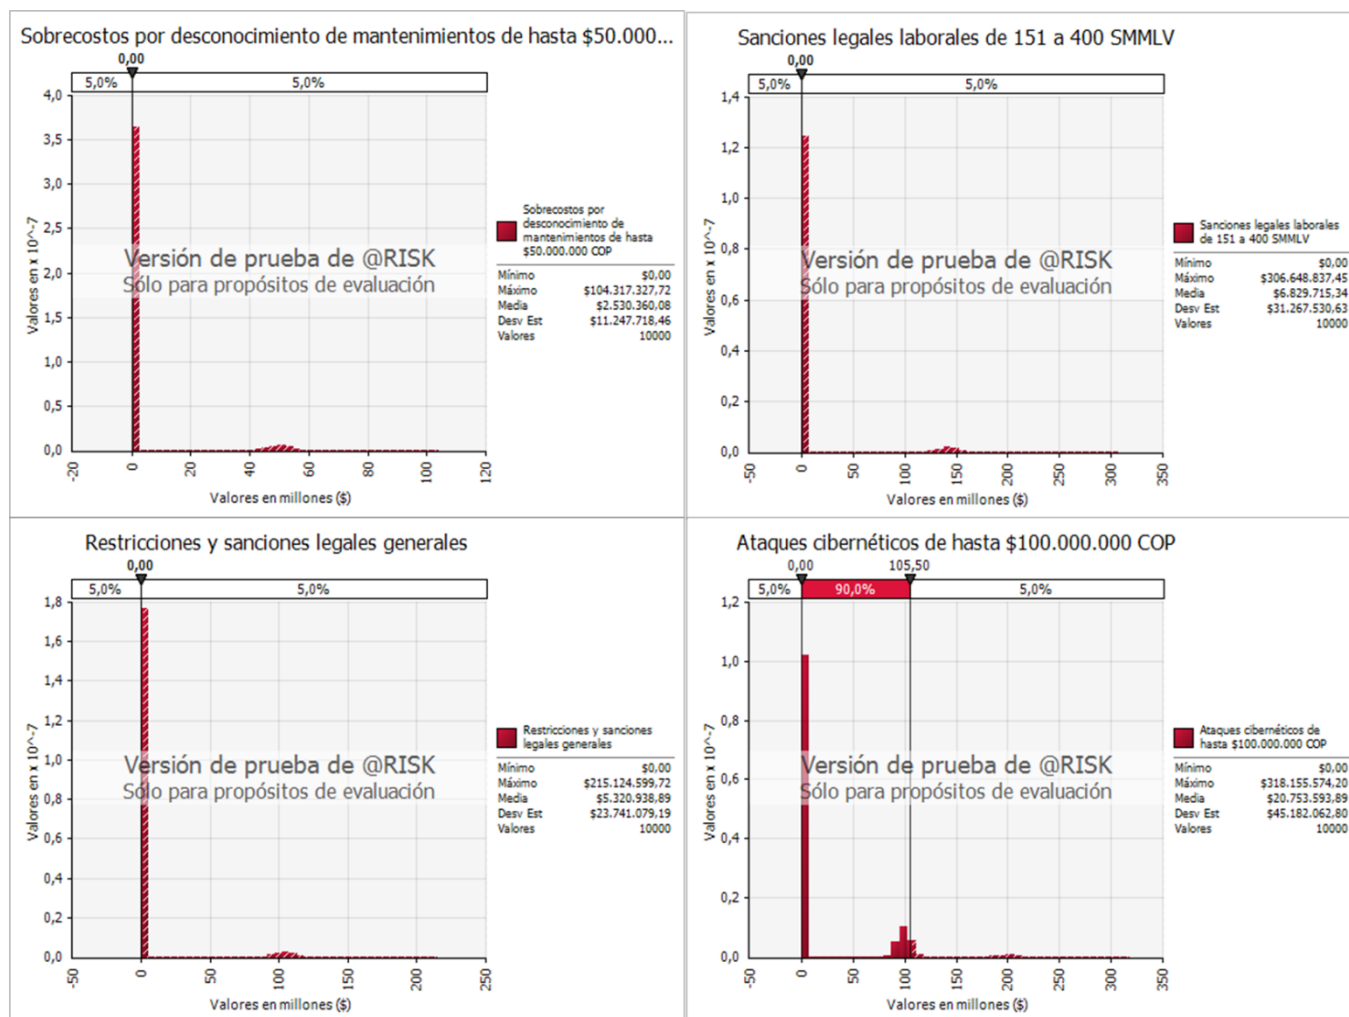 Sobrecostos por desconocimiento de mantenimientos de hasta $50.000...
0,00
5,0% 5,0%
4,0
3,5
3,0
2,5
2,0
1,5
1,0
0,5
0,0
Valores en x 10^-7
-20 0 20 40 60 80 100 120
Valores en millones ($)
Versión de prueba de @RISK
Sólo para propósitos de evaluación
Sobrecostos por
desconocimiento de
mantenimientos de hasta
$50.000.000 COP
Mínimo $0,00
Máximo $104.317.327,72
Media $2.530.360,08
Desv Est $11.247.718,46
Valores 10000
Sanciones legales laborales de 151 a 400 SMMLV
0,00
5,0% 5,0%
1,4
1,2
1,0
0,8
0,6
0,4
0,2
0,0
Valores en x 10^-7
-50 0 50 100 150 200 250 300 350
Valores en millones ($)
Versión de prueba de @RISK
Sólo para propósitos de evaluación
Sanciones legales laborales
de 151 a 400 SMMLV
Mínimo $0,00
Máximo $306.648.837,45
Media $6.829.715,34
Desv Est $31.267.530,63
Valores 10000
Restricciones y sanciones legales generales
0,00
5,0% 5,0%
1,8
1,6
1,4
1,2
1,0
0,8
0,6
0,4
0,2
0,0
Valores en x 10^-7
-50 0 50 100 150 200 250
Valores en millones ($)
Versión de prueba de @RISK
Sólo para propósitos de evaluación
Restricciones y sanciones
legales generales
Mínimo $0,00
Máximo $215.124.599,72
Media $5.320.938,89
Desv Est $23.741.079,19
Valores 10000
Ataques cibernéticos de hasta $100.000.000 COP
0,00 105,50
5,0% 90,0% 5,0%
1,2
1,0
0,8
0,6
0,4
0,2
0,0
Valores en x 10^-7
-50 0 50 100 150 200 250 300 350
Valores en millones ($)
Versión de prueba de @RISK
Sólo para propósitos de evaluación
Ataques cibernéticos de
hasta $100.000.000 COP
Mínimo $0,00
Máximo $318.155.574,20
Media $20.753.593,89
Desv Est $45.182.062,80
Valores 10000